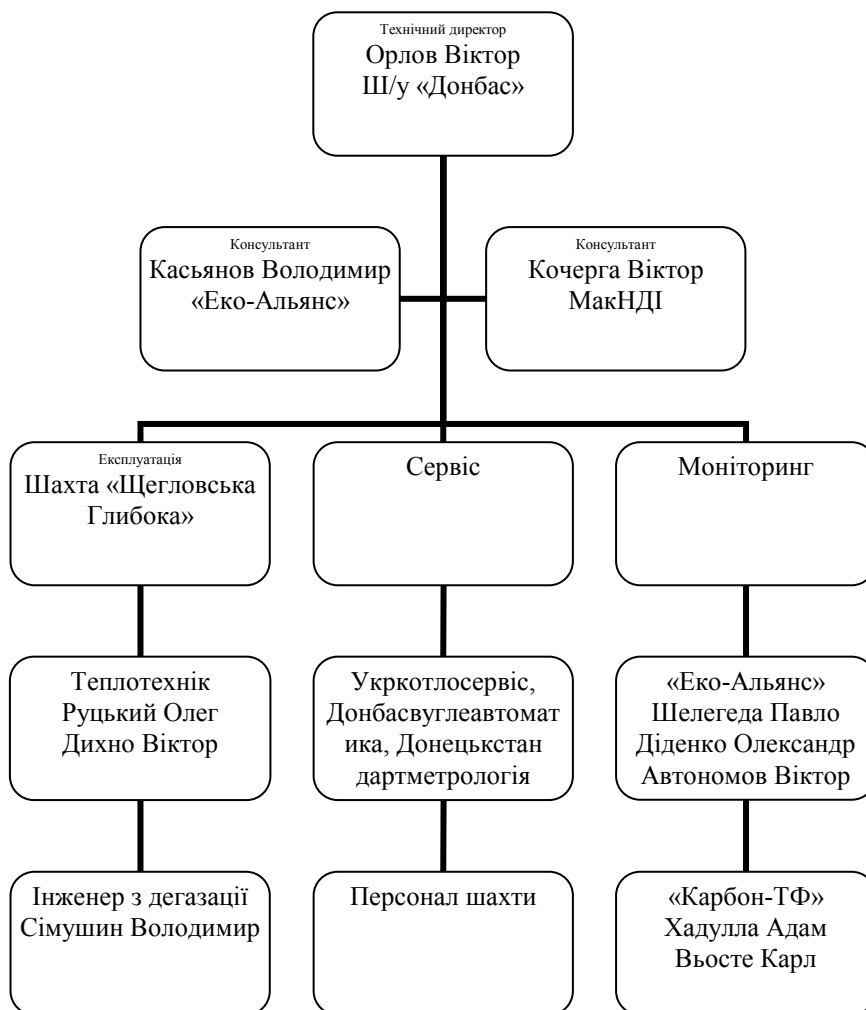 Технічний директор
Орлов Віктор
Ш/у «Донбас»
Консультант
Касьянов Володимир
«Еко-Альянс»
Консультант
Кочерга Віктор
МакНДІ
Експлуатація
Шахта «Щегловська
Глибока»
Сервіс
Моніторинг
Теплотехнік
Руцький Олег
Дихно Віктор
Укркотлосервіс,
Донбасвуглеавтомат
ика, Донецькстан
дартметрологія
«Еко-Альянс»
Шелегеда Павло
Діденко Олександр
Автономов Віктор
Інженер з дегазації
Сімушин Володимир
Персонал шахти
«Карбон-ТФ»
Хадулла Адам
Вьосте Карл